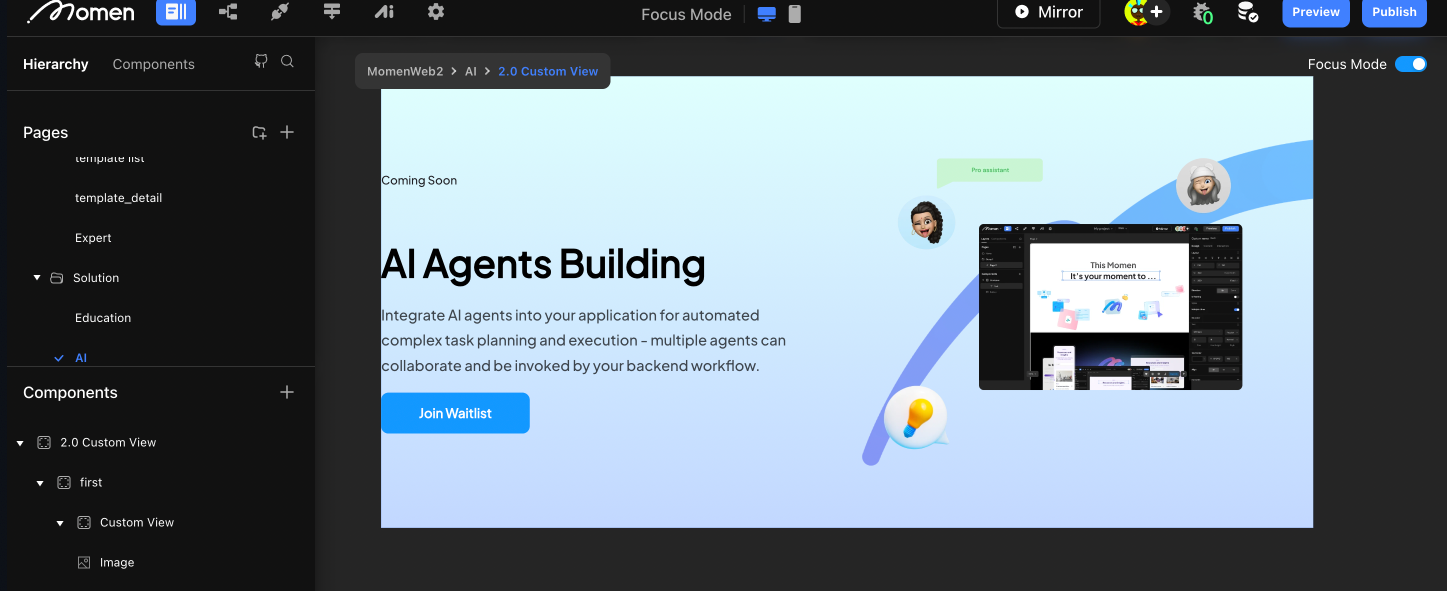 Momen
Focus Mode
Mirror
0
Preview
Publish
Hierarchy
Components
MomenWeb2 > AI > 2.0 Custom View
Focus Mode
Pages
template list
template_detail
Expert
Solution
Education
AI
Components
2.0 Custom View
first
Custom View
Image
Coming Soon
AI Agents Building
Integrate AI agents into your application for automated
complex task planning and execution - multiple agents can
collaborate and be invoked by your backend workflow.
Join Waitlist
Pro assistant
This Momen
It's your moment to ...